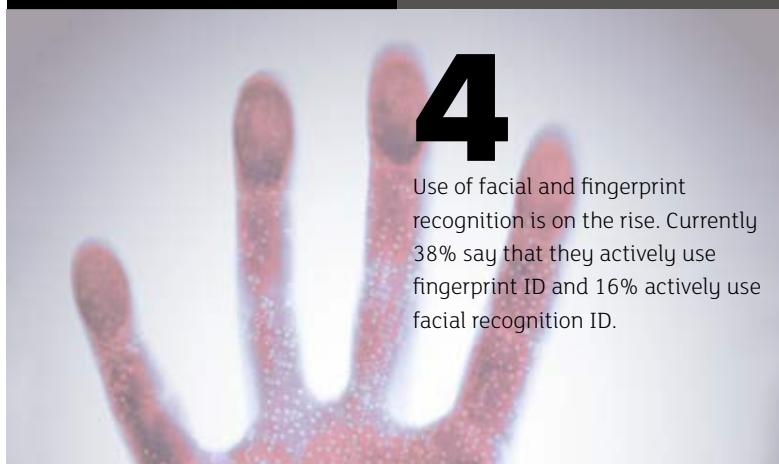 4
Use of facial and fingerprint
recognition is on the rise. Currently
38% say that they actively use
fingerprint ID and 16% actively use
facial recognition ID.